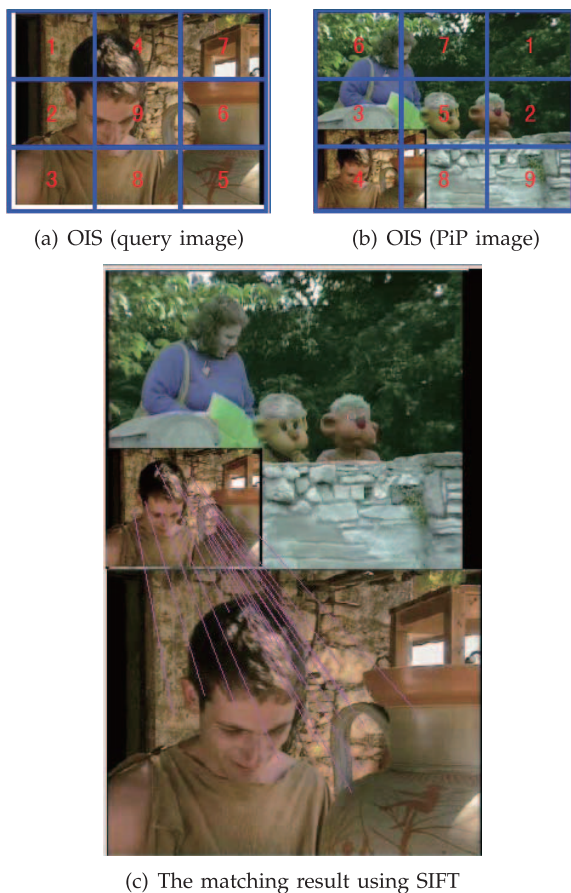 1 4 7
2 9 6
3 8 5
6 7 1
3 5 2
4 8 9
(a) OIS (query image)
(b) OIS (PiP image)
(c) The matching result using SIFT